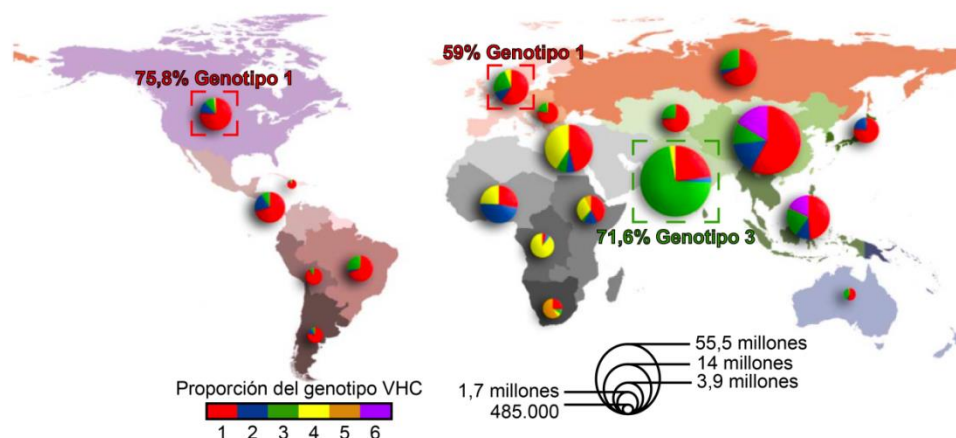 75,8% Genotipo 1
59% Genotipo 1
71,6% Genotipo 3
55,5 millones
14 millones
3,9 millones
1,7 millones
485.000
Proporción del genotipo VHC
1 2 3 4 5 6